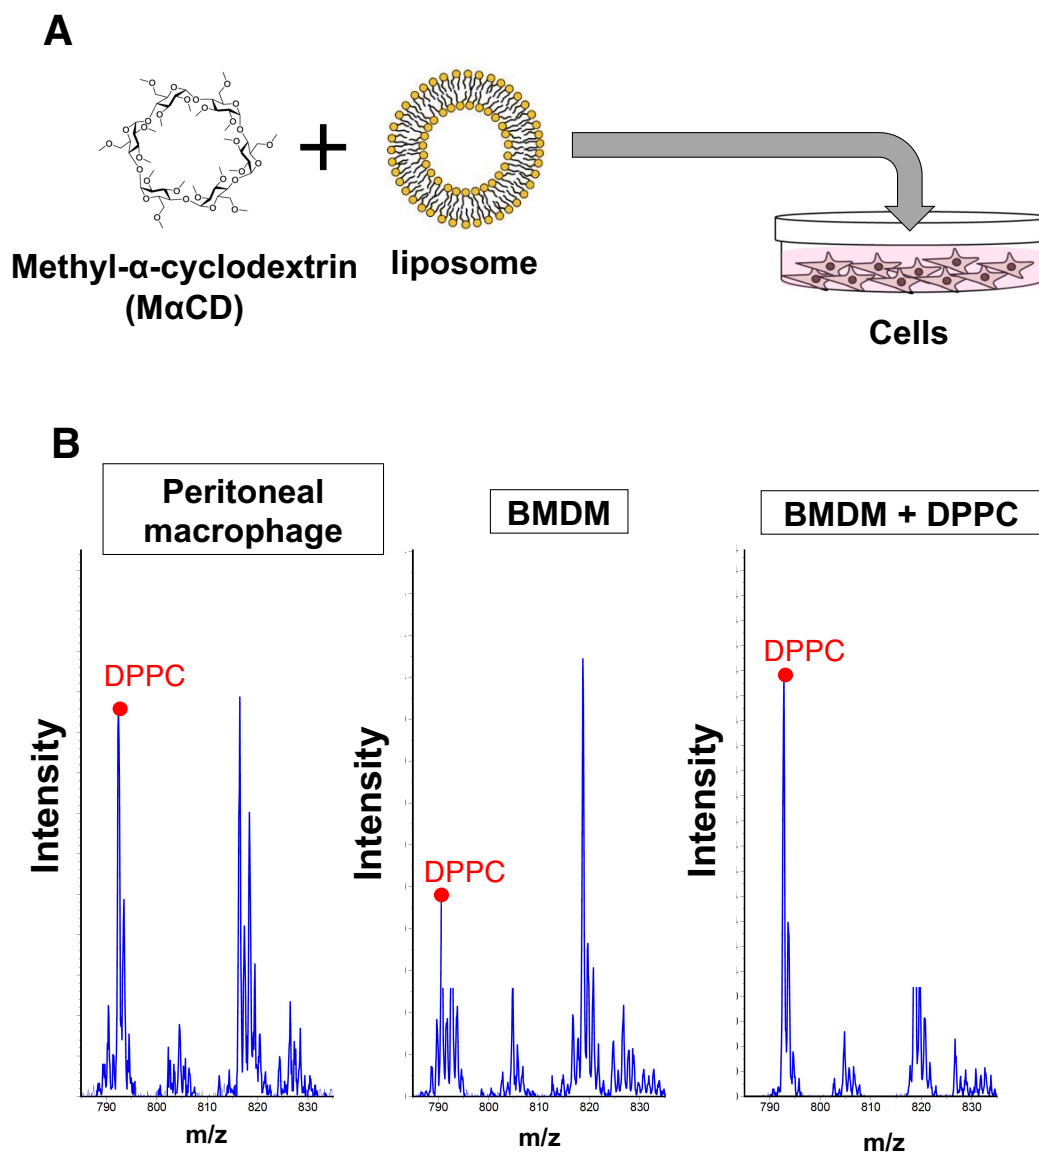 A
Methyl-α-cyclodextrin
(MαCD)
+
liposome
Cells
B
Peritoneal
macrophage
DPPC
Intensity
790 800 810 820 830
m/z
BMDM
DPPC
Intensity
790 800 810 820 830
m/z
BMDM + DPPC
DPPC
Intensity
790 800 810 820 830
m/z